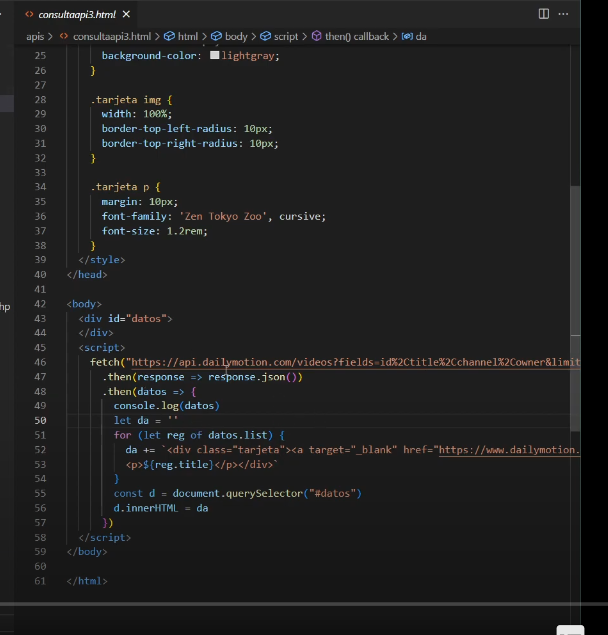 consultaapi3.html
apis > consultaapi3.html > html > body > script > then() callback > da
25 background-color: lightgray;
26 }
27
28 .tarjeta img {
29 width: 100%;
30 border-top-left-radius: 10px;
31 border-top-right-radius: 10px;
32 }
33
34 .tarjeta p {
35 margin: 10px;
36 font-family: 'Zen Tokyo Zoo', cursive;
37 font-size: 1.2rem;
38 }
39 </style>
40 </head>
41
42 <body>
43 <div id="datos">
44 </div>
45 <script>
46 fetch("https://api.dailymotion.com/videos?fields=id%2Ctitle%2Cchannel%2Cowner&limit
47 .then(response => response.json())
48 .then(datos => {
49 console.log(datos)
50 let da = ''
51 for (let reg of datos.list) {
52 da += `<div class="tarjeta"><a target="_blank" href="https://www.dailymotion.
53 <p>${reg.title}</p></div>`
54 }
55 const d = document.querySelector("#datos")
56 d.innerHTML = da
57 })
58 </script>
59 </body>
60
61 </html>
hp